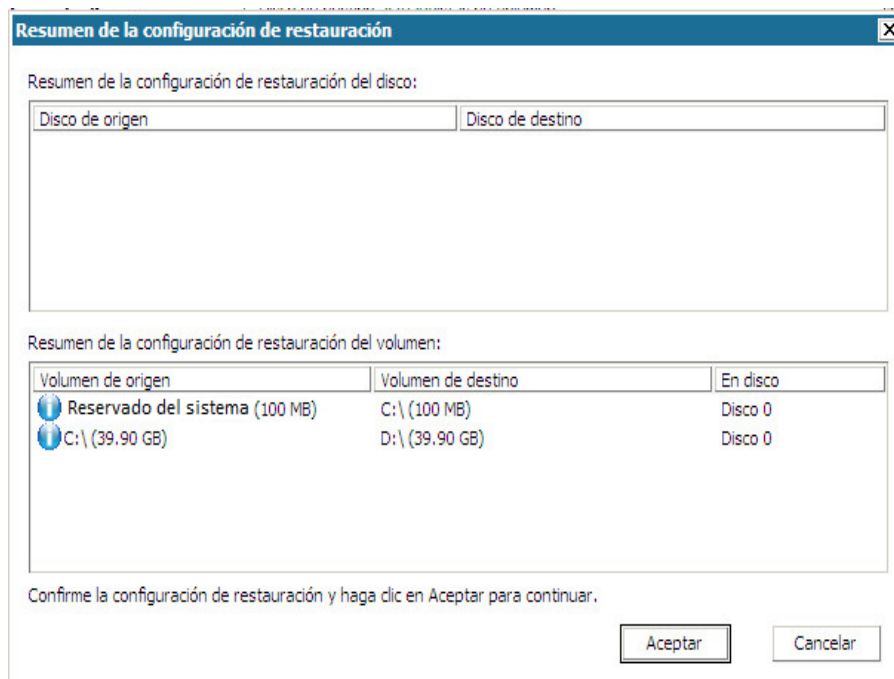 Resumen de la configuración de restauración
Resumen de la configuración de restauración del disco:
Disco de origen Disco de destino
Resumen de la configuración de restauración del volumen:
Volumen de origen Volumen de destino En disco
Reservado del sistema (100 MB) C:\ (100 MB) Disco 0
C:\ (39.90 GB) D:\ (39.90 GB) Disco 0
Confirme la configuración de restauración y haga clic en Aceptar para continuar.
Aceptar Cancelar